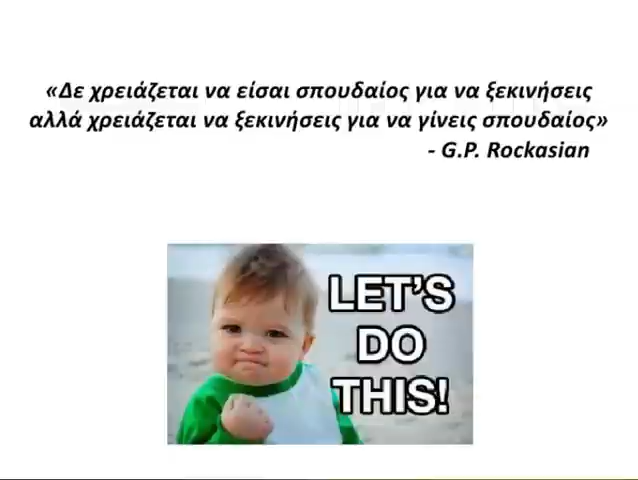 «Δε χρειάζεται να είσαι σπουδαίος για να ξεκινήσεις
αλλά χρειάζεται να ξεκινήσεις για να γίνεις σπουδαίος»
- G.P. Rockasian
LET'S
DO
THIS!